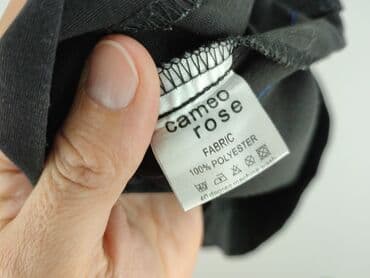 cameo
rose
FABRIC
100% POLYESTER